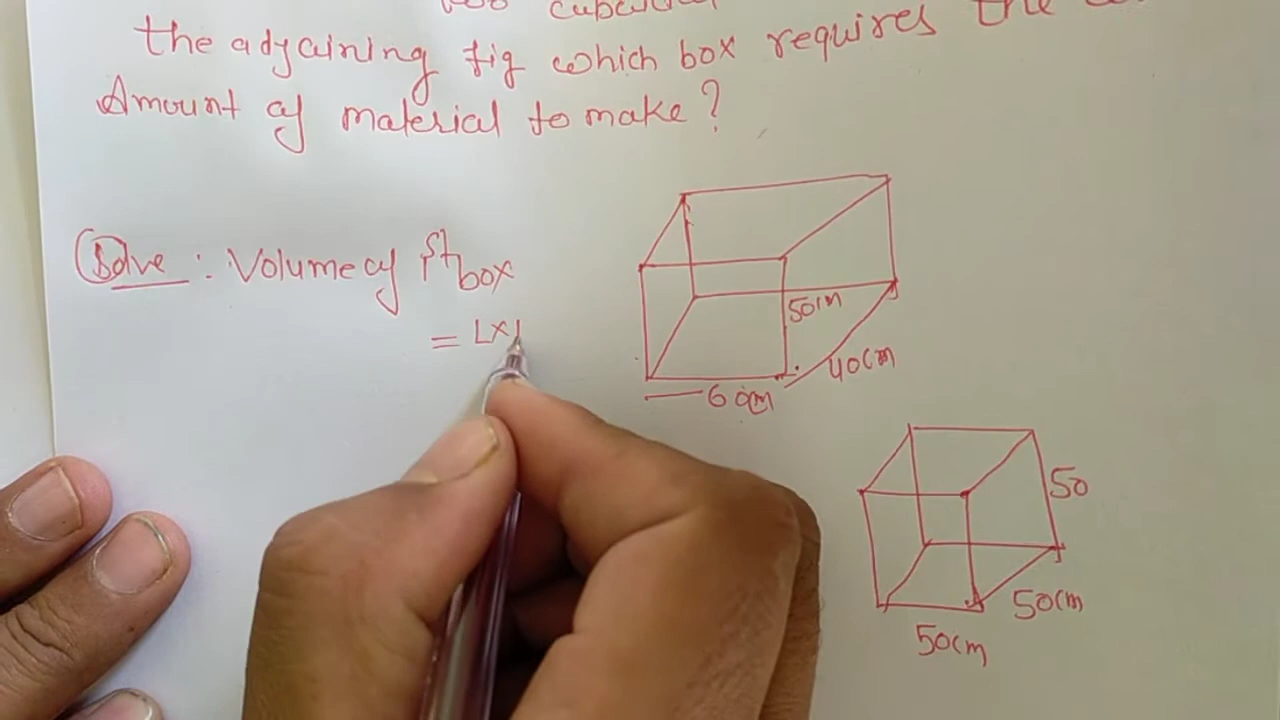 the adjaining fig which box requires the
Amount of material to make?
Solve : Volume of 1st box
= L×
50cm
40cm
60cm
50
50cm
50cm